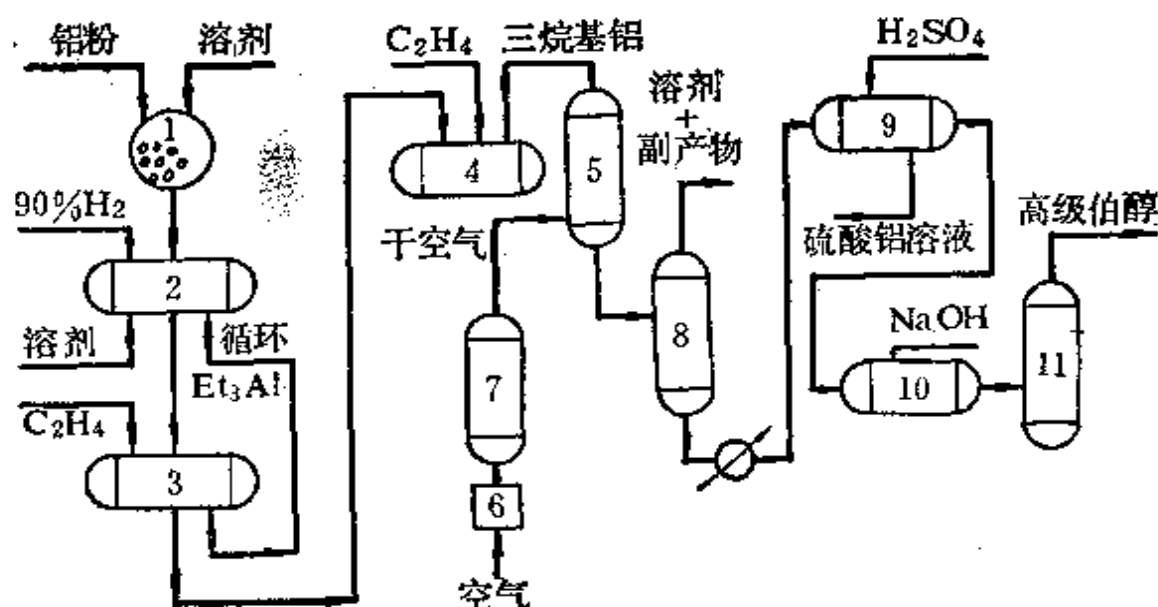 铝粉
溶剂
1
90%H₂
2
溶剂
循环
Et₃Al
C₂H₄
3
C₂H₄
三烷基铝
4
5
干空气
7
6
空气
溶剂
+
副产物
8
H₂SO₄
9
硫酸铝溶液
NaOH
10
高级伯醇
11